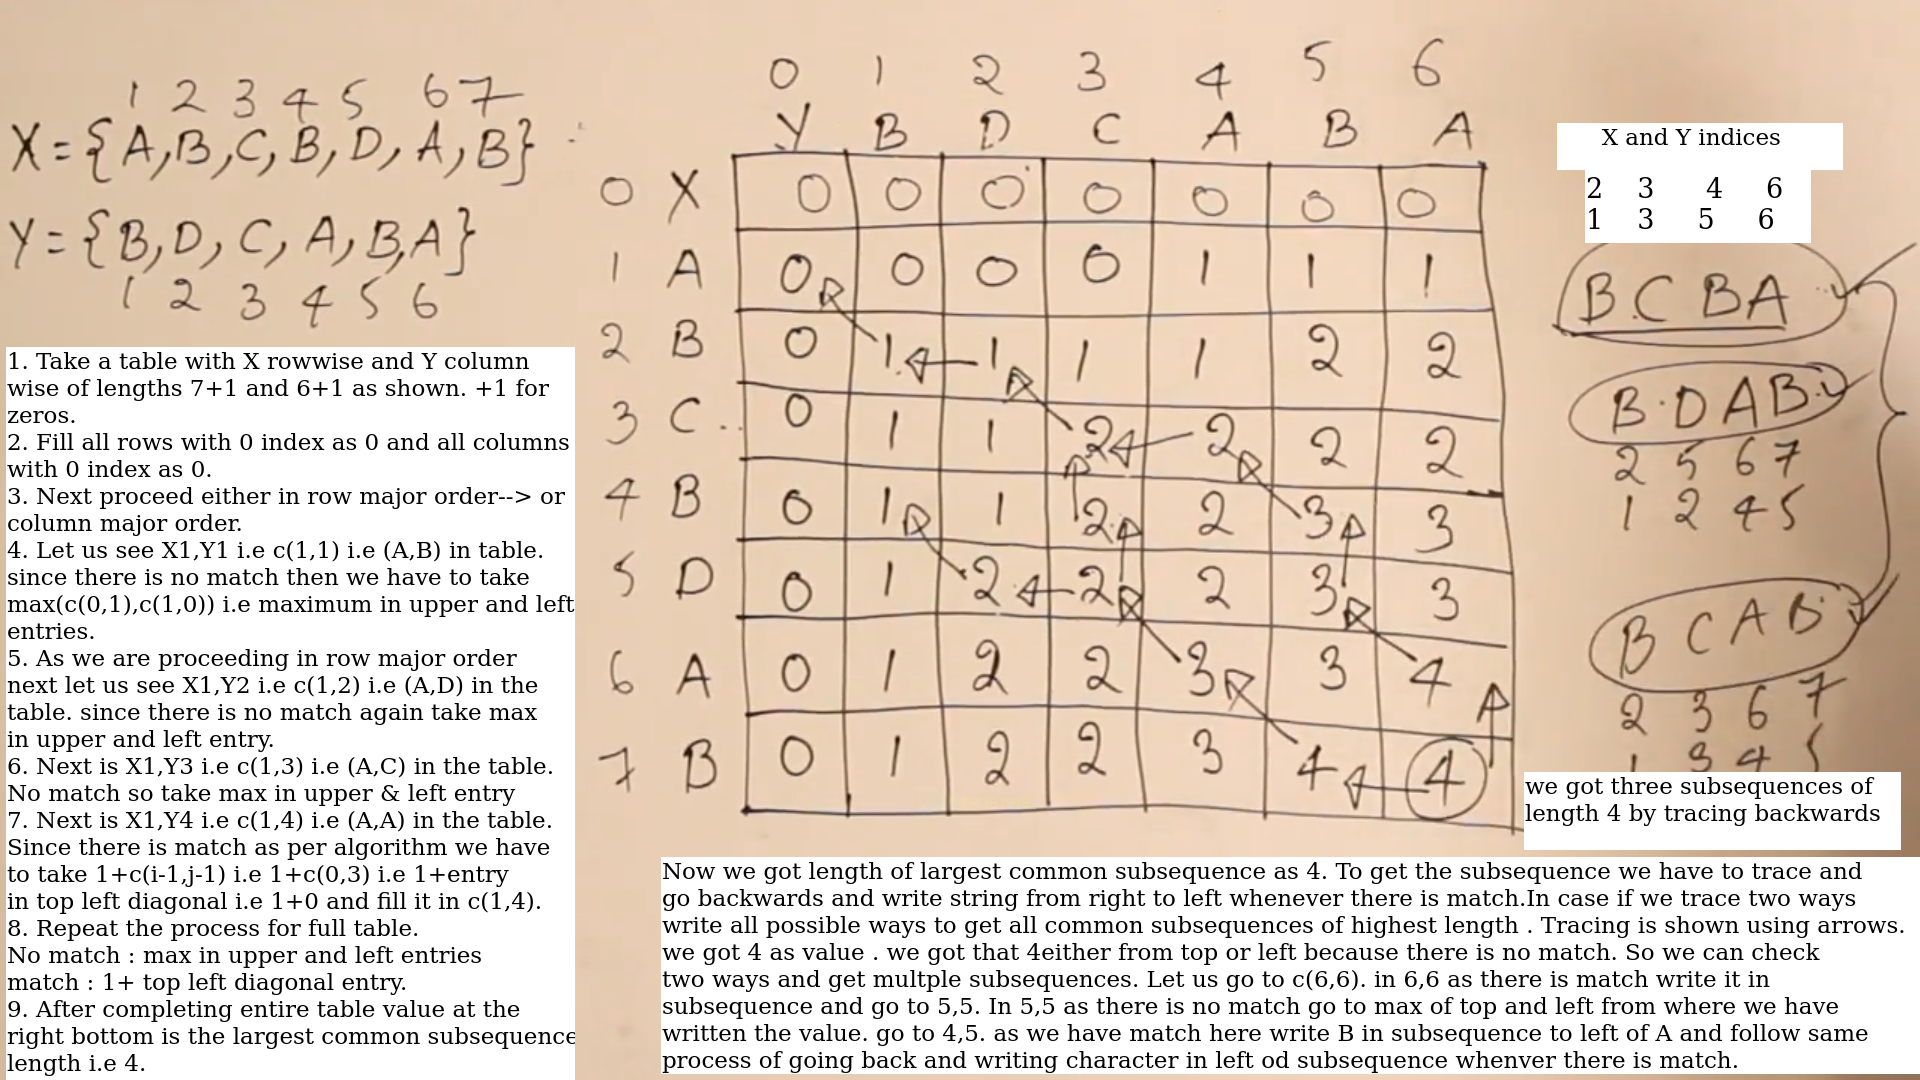 1 2 3 4 5 6 7
X = {A, B, C, B, D, A, B}
Y = {B, D, C, A, B, A}
1 2 3 4 5 6
1. Take a table with X rowwise and Y column
wise of lengths 7+1 and 6+1 as shown. +1 for
zeros.
2. Fill all rows with 0 index as 0 and all columns
with 0 index as 0.
3. Next proceed either in row major order--> or
column major order.
4. Let us see X1,Y1 i.e c(1,1) i.e (A,B) in table.
since there is no match then we have to take
max(c(0,1),c(1,0)) i.e maximum in upper and left
entries.
5. As we are proceeding in row major order
next let us see X1,Y2 i.e c(1,2) i.e (A,D) in the
table. since there is no match again take max
in upper and left entry.
6. Next is X1,Y3 i.e c(1,3) i.e (A,C) in the table.
No match so take max in upper & left entry
7. Next is X1,Y4 i.e c(1,4) i.e (A,A) in the table.
Since there is match as per algorithm we have
to take 1+c(i-1,j-1) i.e 1+c(0,3) i.e 1+entry
in top left diagonal i.e 1+0 and fill it in c(1,4).
8. Repeat the process for full table.
No match : max in upper and left entries
match : 1+ top left diagonal entry.
9. After completing entire table value at the
right bottom is the largest common subsequence
length i.e 4.
0 1 2 3 4 5 6
Y B D C A B A
0 X 0 0 0 0 0 0 0
1 A 0 0 0 0 1 1 1
2 B 0 1 1 1 1 2 2
3 C 0 1 1 2 2 2 2
4 B 0 1 1 2 2 3 3
5 D 0 1 2 2 2 3 3
6 A 0 1 2 2 3 3 4
7 B 0 1 2 2 3 4 4
X and Y indices
2 3 4 6
1 3 5 6
B C B A
B D A B
2 5 6 7
1 2 4 5
B C A B
2 3 6 7
1 3 4 5
we got three subsequences of
length 4 by tracing backwards
Now we got length of largest common subsequence as 4. To get the subsequence we have to trace and
go backwards and write string from right to left whenever there is match.In case if we trace two ways
write all possible ways to get all common subsequences of highest length . Tracing is shown using arrows.
we got 4 as value . we got that 4either from top or left because there is no match. So we can check
two ways and get multple subsequences. Let us go to c(6,6). in 6,6 as there is match write it in
subsequence and go to 5,5. In 5,5 as there is no match go to max of top and left from where we have
written the value. go to 4,5. as we have match here write B in subsequence to left of A and follow same
process of going back and writing character in left od subsequence whenver there is match.